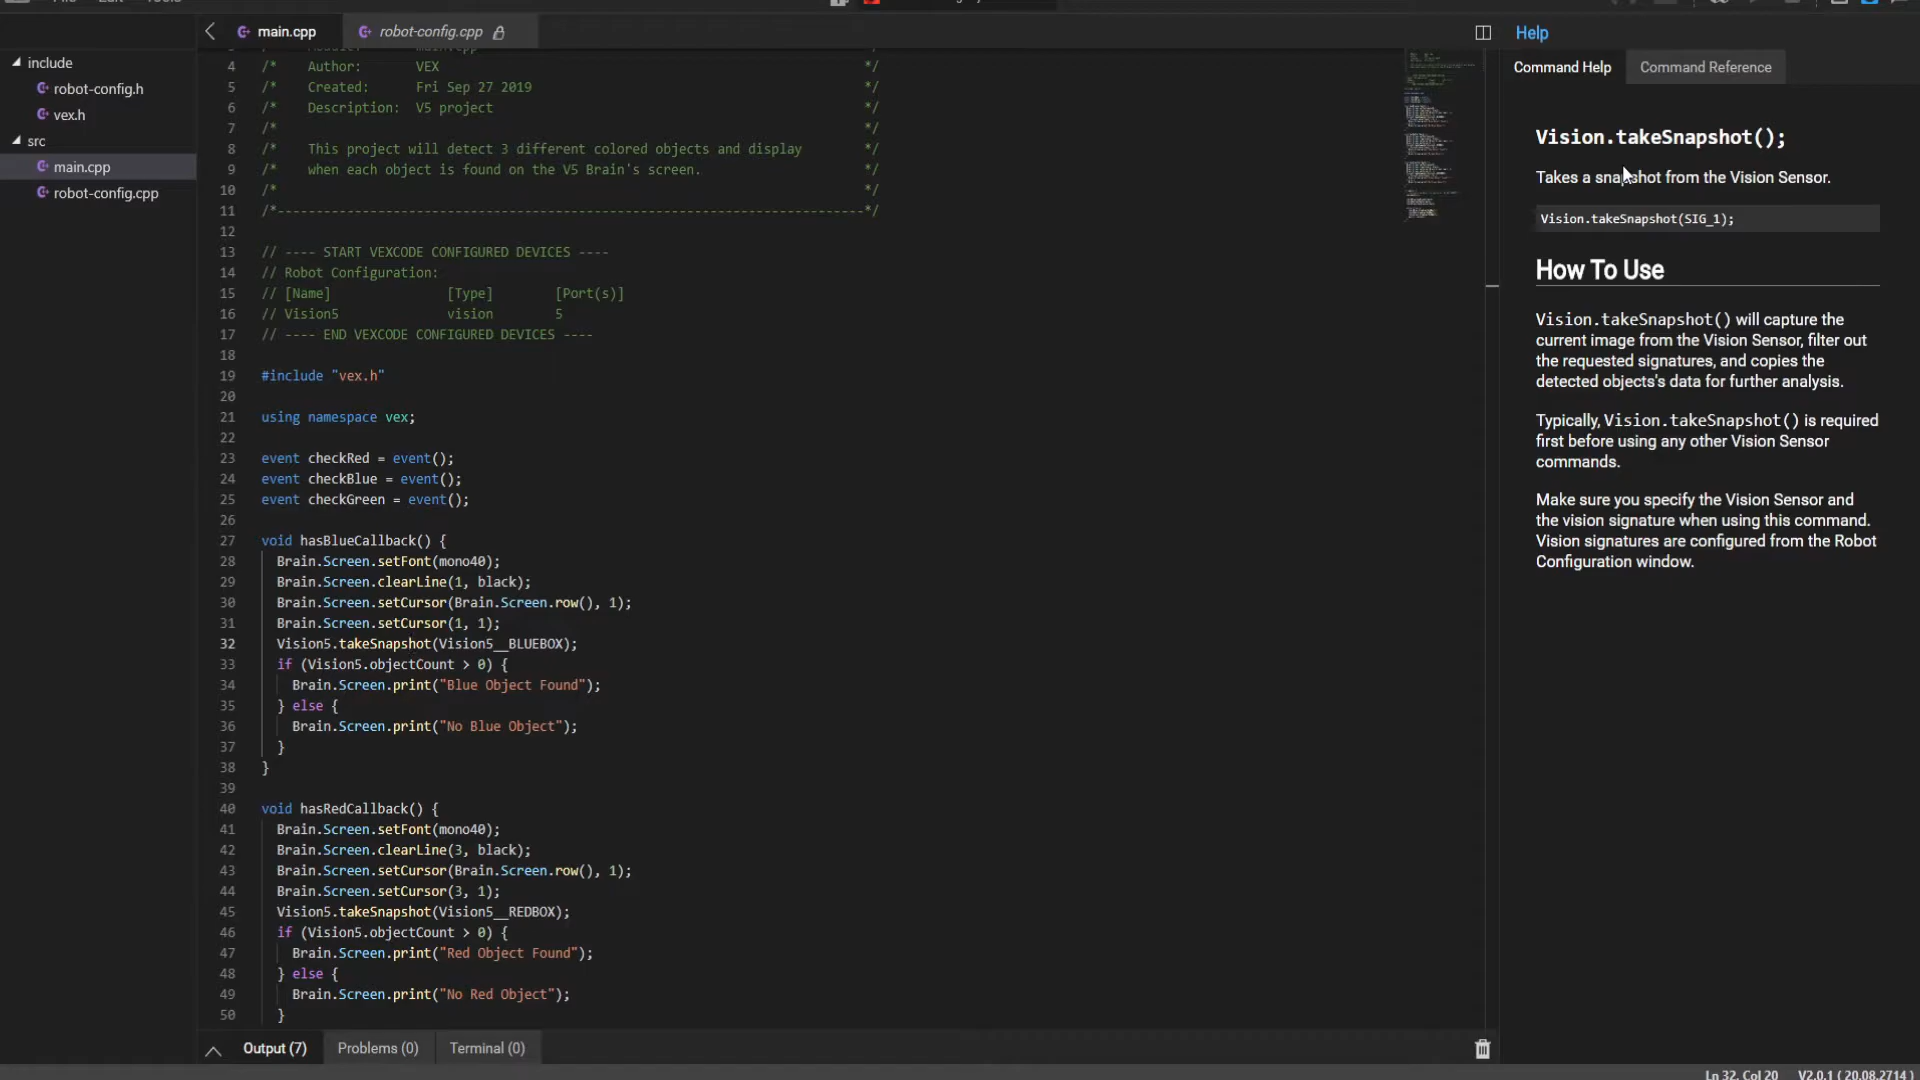 main.cpp
robot-config.cpp
include
robot-config.h
vex.h
src
main.cpp
robot-config.cpp
4 /* Author: VEX */
5 /* Created: Fri Sep 27 2019 */
6 /* Description: V5 project */
7 /* */
8 /* This project will detect 3 different colored objects and display */
9 /* when each object is found on the V5 Brain's screen. */
10 /* */
11 /*----------------------------------------------------------------------------*/
12
13 // ---- START VEXCODE CONFIGURED DEVICES ----
14 // Robot Configuration:
15 // [Name] [Type] [Port(s)]
16 // Vision5 vision 5
17 // ---- END VEXCODE CONFIGURED DEVICES ----
18
19 #include "vex.h"
20
21 using namespace vex;
22
23 event checkRed = event();
24 event checkBlue = event();
25 event checkGreen = event();
26
27 void hasBlueCallback() {
28 Brain.Screen.setFont(mono40);
29 Brain.Screen.clearLine(1, black);
30 Brain.Screen.setCursor(Brain.Screen.row(), 1);
31 Brain.Screen.setCursor(1, 1);
32 Vision5.takeSnapshot(Vision5__BLUEBOX);
33 if (Vision5.objectCount > 0) {
34 Brain.Screen.print("Blue Object Found");
35 } else {
36 Brain.Screen.print("No Blue Object");
37 }
38 }
39
40 void hasRedCallback() {
41 Brain.Screen.setFont(mono40);
42 Brain.Screen.clearLine(3, black);
43 Brain.Screen.setCursor(Brain.Screen.row(), 1);
44 Brain.Screen.setCursor(3, 1);
45 Vision5.takeSnapshot(Vision5__REDBOX);
46 if (Vision5.objectCount > 0) {
47 Brain.Screen.print("Red Object Found");
48 } else {
49 Brain.Screen.print("No Red Object");
50 }
Output (7) Problems (0) Terminal (0)
Help
Command Help Command Reference
Vision.takeSnapshot();
Takes a snapshot from the Vision Sensor.
Vision.takeSnapshot(SIG_1);
How To Use
Vision.takeSnapshot() will capture the
current image from the Vision Sensor, filter out
the requested signatures, and copies the
detected objects's data for further analysis.
Typically, Vision.takeSnapshot() is required
first before using any other Vision Sensor
commands.
Make sure you specify the Vision Sensor and
the vision signature when using this command.
Vision signatures are configured from the Robot
Configuration window.
Ln 32, Col 20 V2.0.1 ( 20.08.2714 )